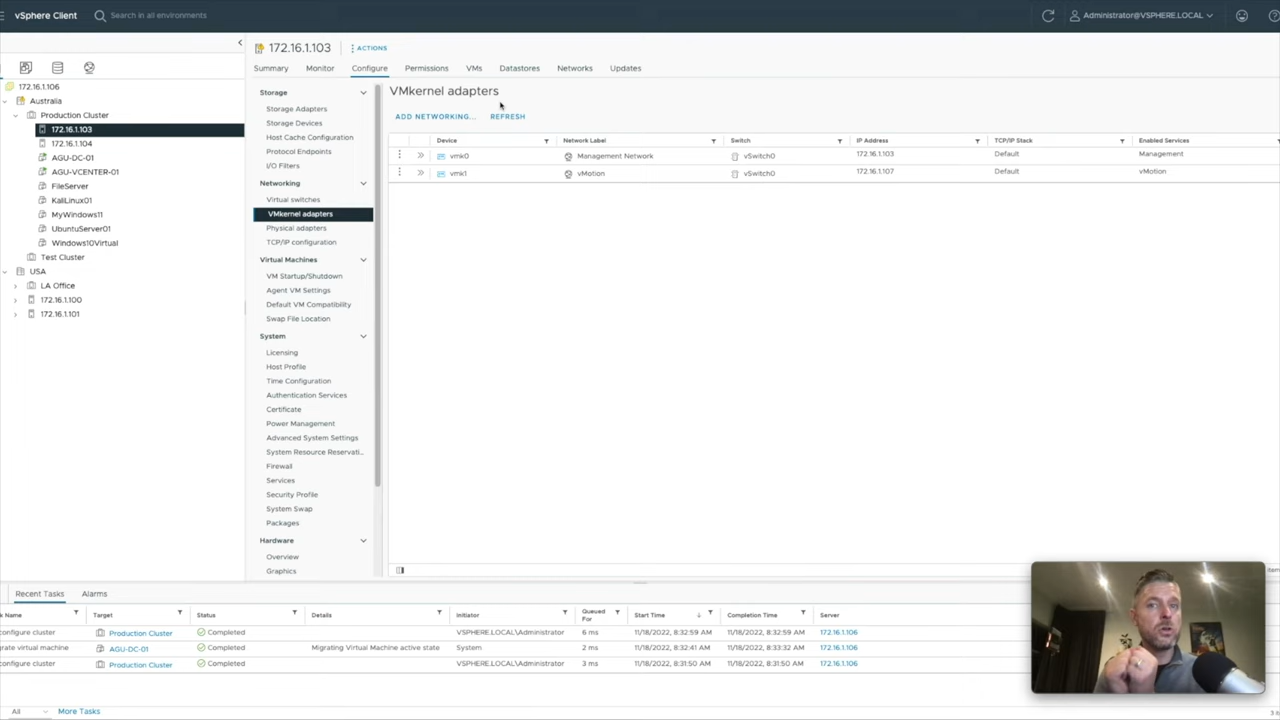 vSphere Client
Search in all environments
Administrator@VSPHERE.LOCAL
172.16.1.106
Australia
Production Cluster
172.16.1.103
172.16.1.104
AGU-DC-01
AGU-VCENTER-01
FileServer
KaliLinux01
MyWindows11
UbuntuServer01
Windows10Virtual
Test Cluster
USA
LA Office
172.16.1.100
172.16.1.101
172.16.1.103
ACTIONS
Summary Monitor Configure Permissions VMs Datastores Networks Updates
Storage
Storage Adapters
Storage Devices
Host Cache Configuration
Protocol Endpoints
I/O Filters
Networking
Virtual switches
VMkernel adapters
Physical adapters
TCP/IP configuration
Virtual Machines
VM Startup/Shutdown
Agent VM Settings
Default VM Compatibility
Swap File Location
System
Licensing
Host Profile
Time Configuration
Authentication Services
Certificate
Power Management
Advanced System Settings
System Resource Reservati...
Firewall
Services
Security Profile
System Swap
Packages
Hardware
Overview
Graphics
VMkernel adapters
ADD NETWORKING... REFRESH
Device Network Label Switch IP Address TCP/IP Stack Enabled Services
vmk0 Management Network vSwitch0 172.16.1.103 Default Management
vmk1 vMotion vSwitch0 172.16.1.107 Default vMotion
Recent Tasks Alarms
k Name Target Status Details Initiator Queued For Start Time Completion Time Server
configure cluster Production Cluster Completed VSPHERE.LOCAL\Administrator 6 ms 11/18/2022, 8:32:59 AM 11/18/2022, 8:32:59 AM 172.16.1.106
grate virtual machine AGU-DC-01 Completed Migrating Virtual Machine active state System 2 ms 11/18/2022, 8:32:41 AM 11/18/2022, 8:33:32 AM 172.16.1.106
configure cluster Production Cluster Completed VSPHERE.LOCAL\Administrator 3 ms 11/18/2022, 8:31:50 AM 11/18/2022, 8:31:50 AM 172.16.1.106
All More Tasks